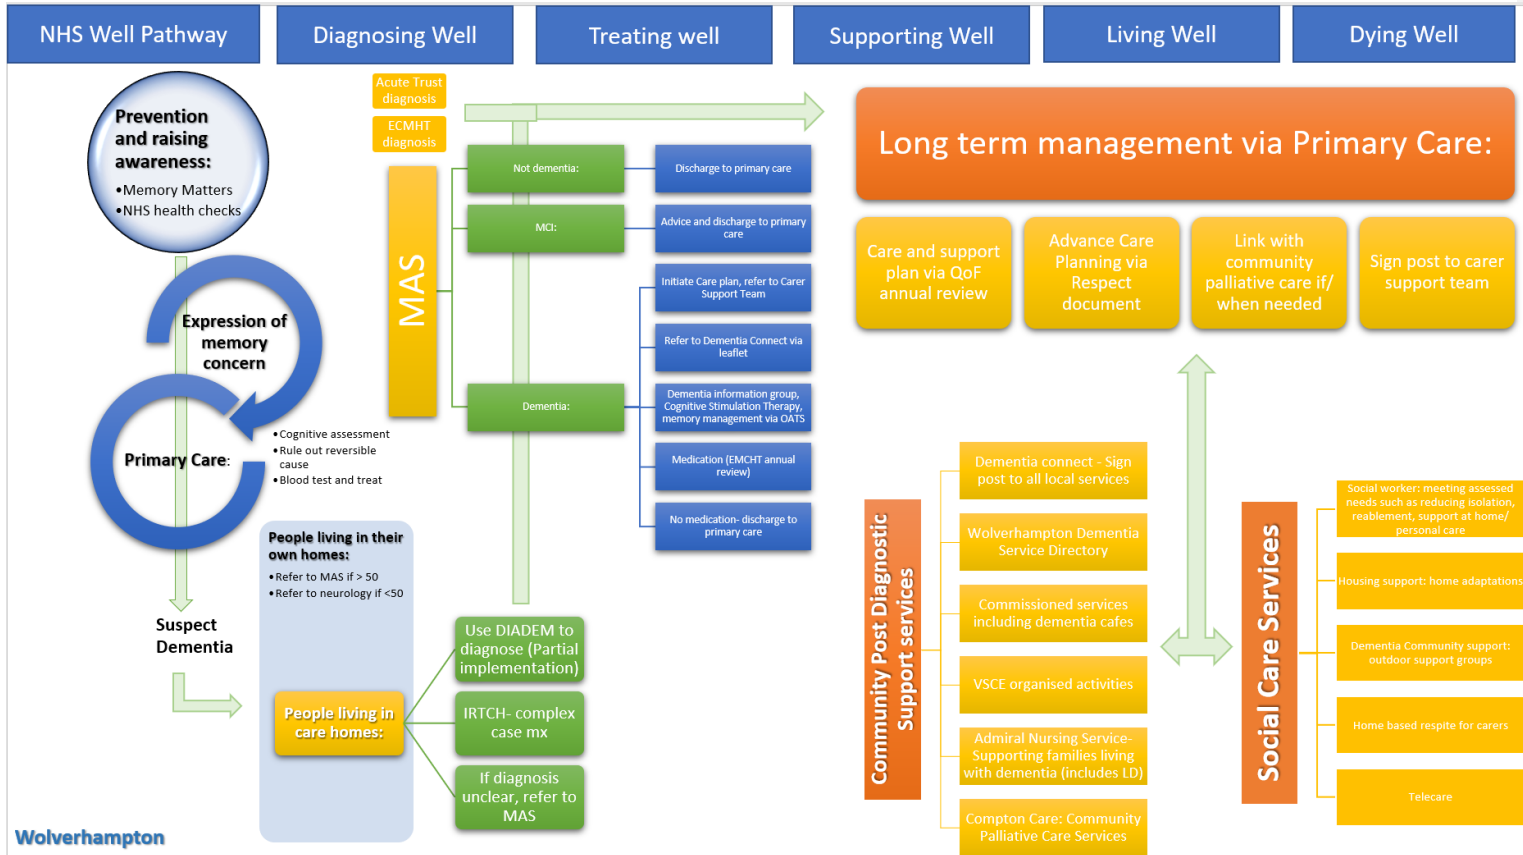 NHS Well Pathway
Diagnosing Well
Treating well
Supporting Well
Living Well
Dying Well
Prevention
and raising
awareness:
•Memory Matters
•NHS health checks
Expression of
memory
concern
Primary Care:
•Cognitive assessment
•Rule out reversible
cause
•Blood test and treat
Suspect
Dementia
People living in their
own homes:
•Refer to MAS if > 50
•Refer to neurology if <50
People living in
care homes:
Use DIADEM to
diagnose (Partial
implementation)
IRTCH- complex
case mx
If diagnosis
unclear, refer to
MAS
Acute Trust
diagnosis
ECMHT
diagnosis
MAS
Not dementia:
Discharge to primary care
MCI:
Advice and discharge to primary
care
Dementia:
Initiate Care plan, refer to Carer
Support Team
Refer to Dementia Connect via
leaflet
Dementia information group,
Cognitive Stimulation Therapy,
memory management via OATS
Medication (EMCHT annual
review)
No medication- discharge to
primary care
Long term management via Primary Care:
Care and support
plan via QoF
annual review
Advance Care
Planning via
Respect
document
Link with
community
palliative care if/
when needed
Sign post to carer
support team
Community Post Diagnostic
Support services
Dementia connect - Sign
post to all local services
Wolverhampton Dementia
Service Directory
Commissioned services
including dementia cafes
VSCE organised activities
Admiral Nursing Service-
Supporting families living
with dementia (includes LD)
Compton Care: Community
Palliative Care Services
Social Care Services
Social worker: meeting assessed
needs such as reducing isolation,
reablement, support at home/
personal care
Housing support: home adaptations
Dementia Community support:
outdoor support groups
Home based respite for carers
Telecare
Wolverhampton